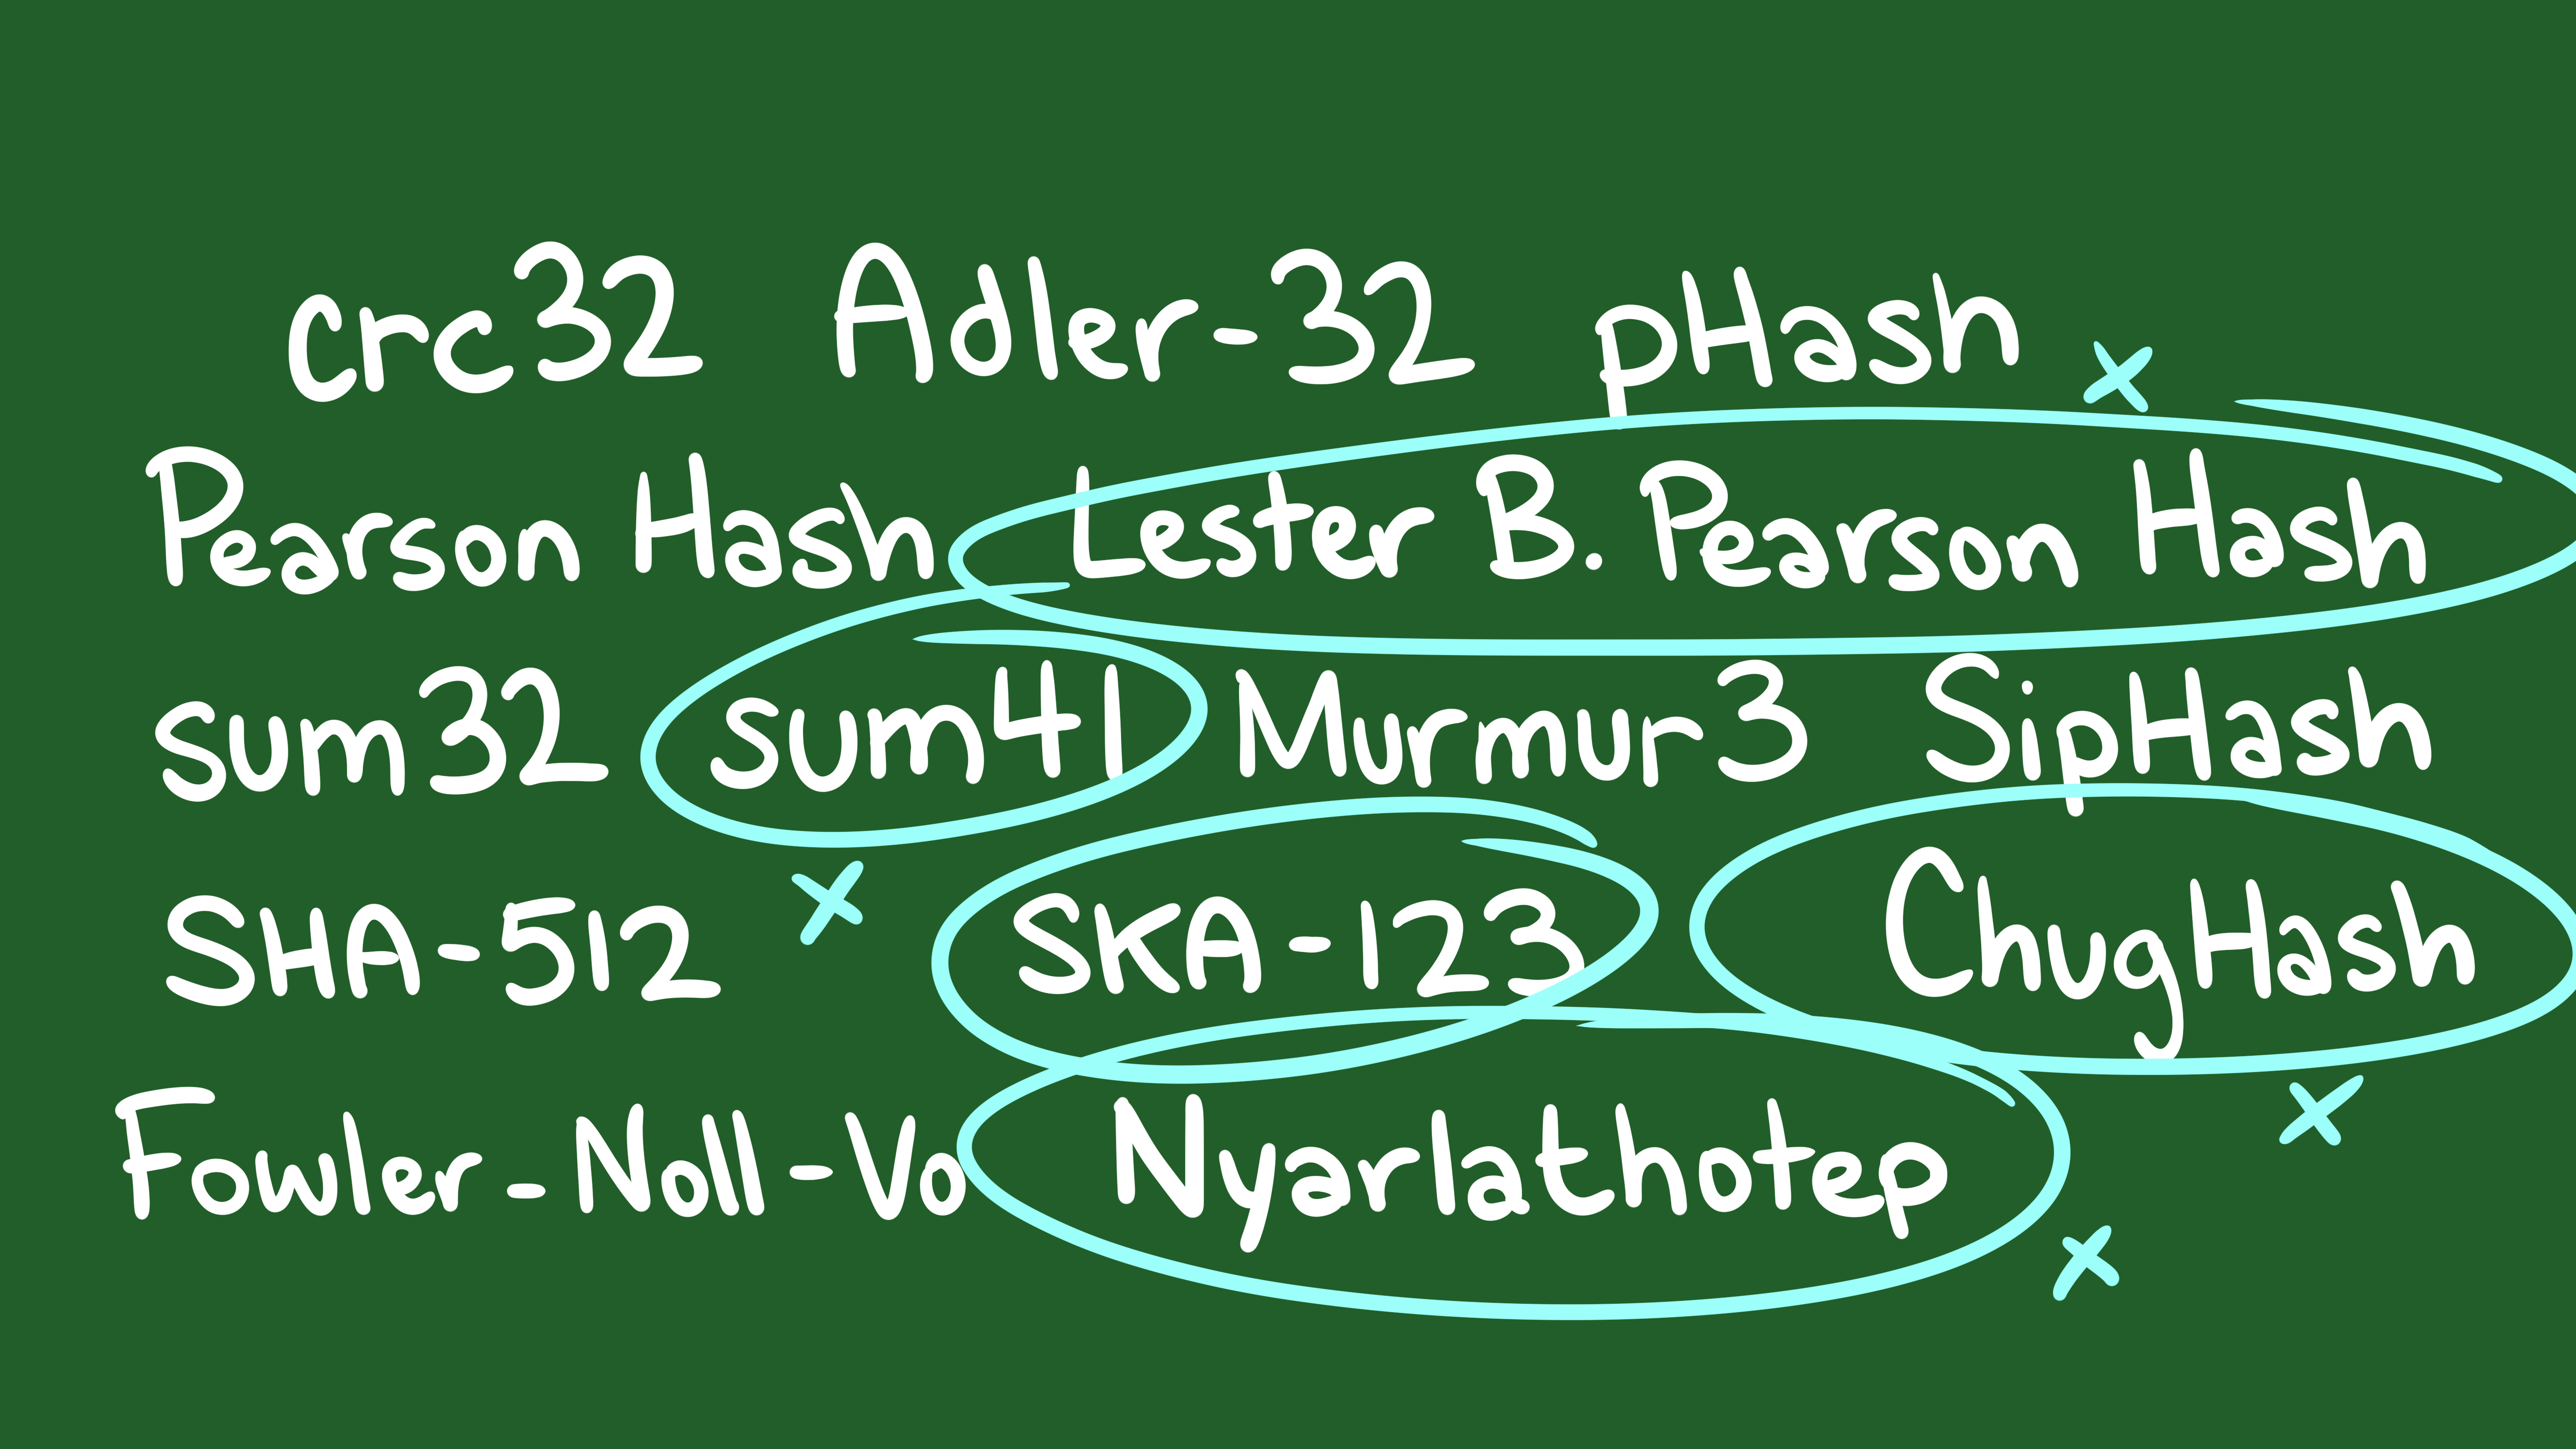 crc32 Adler-32 pHash
Pearson Hash Lester B. Pearson Hash
sum32 sum41 Murmur3 SipHash
SHA-512 SKA-123 ChugHash
Fowler-Noll-Vo Nyarlathotep